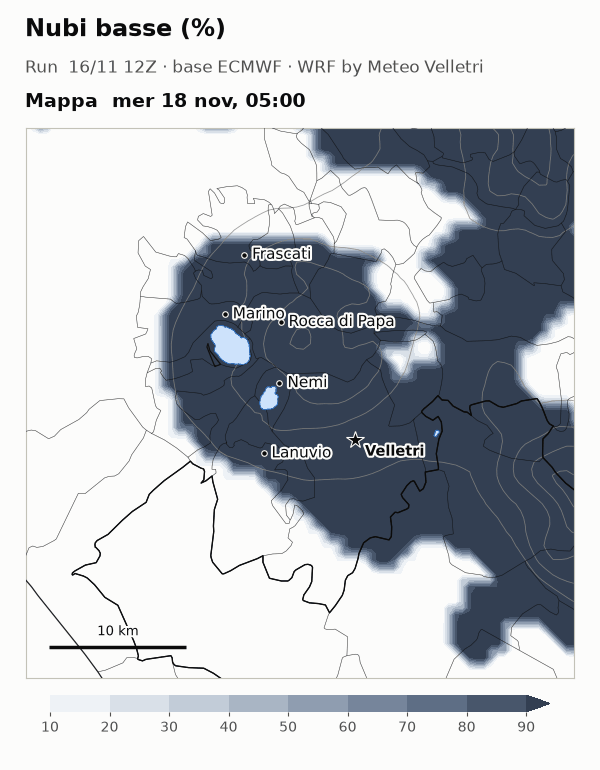 Nubi basse (%)
Run  16/11 12Z · base ECMWF · WRF by Meteo Velletri
Mappa  mer 18 nov, 05:00
Frascati
Marino
Rocca di Papa
Nemi
Velletri
Lanuvio
10 km
10 20 30 40 50 60 70 80 90